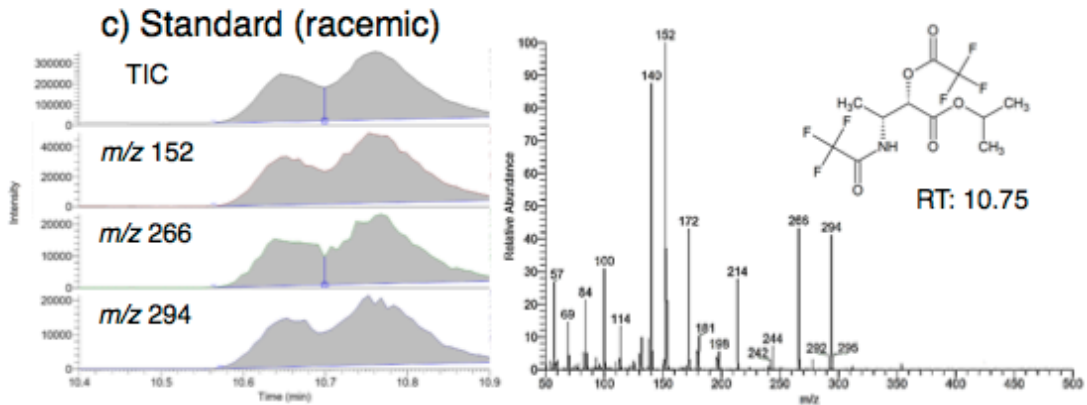 c) Standard (racemic)
TIC
300000
200000
100000
0
m/z 152
40000
20000
0
m/z 266
20000
10000
0
m/z 294
20000
10000
0
10.4 10.5 10.6 10.7 10.8 10.9
Time (min)
Intensity
Relative Abundance
100
90
80
70
60
50
40
30
20
10
0
152
140
172
266
294
100
57
214
84
69
114
181
198
242
244
292
295
50 100 150 200 250 300 350 400 450 500
m/z
O
F
O
F
F
H₃C
O
CH₃
F
F
NH
O
CH₃
F
O
RT: 10.75